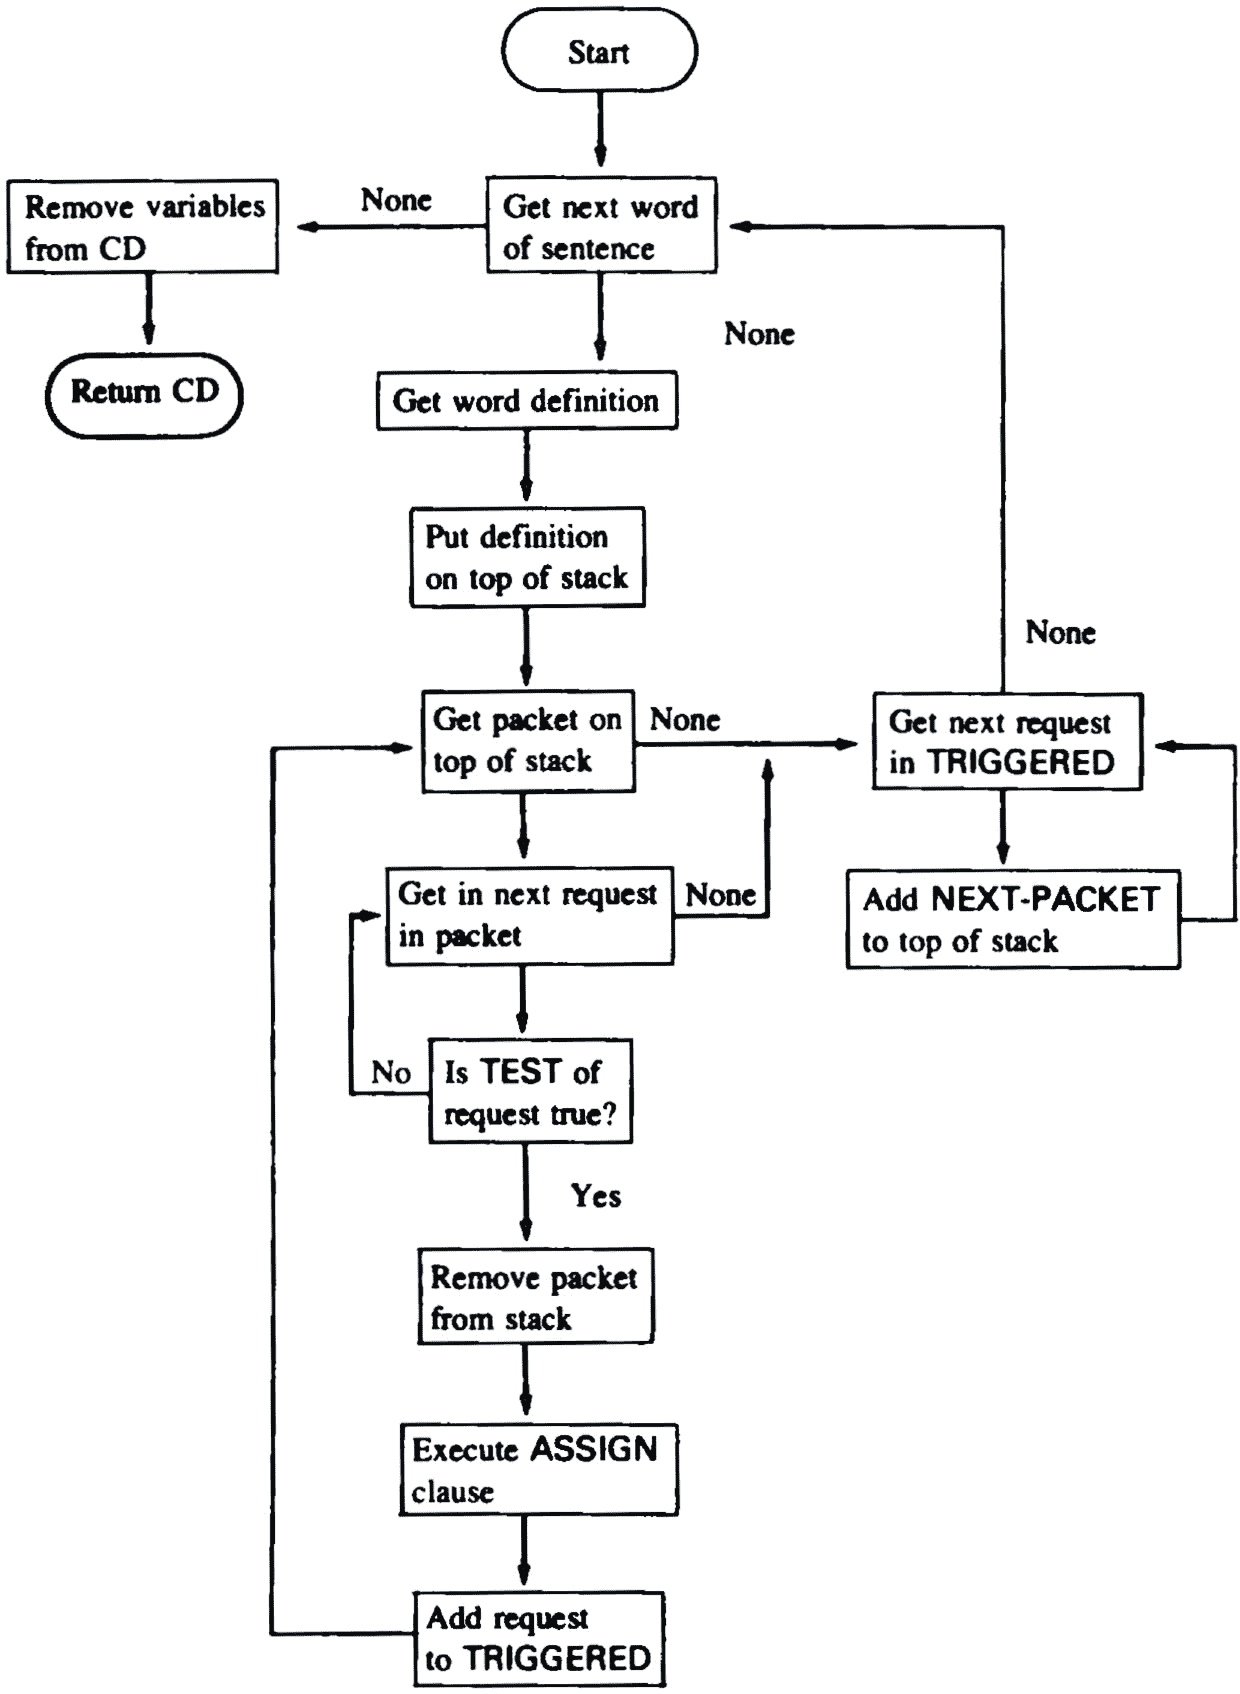 Start
Remove variables
from CD
None
Get next word
of sentence
None
Return CD
Get word definition
Put definition
on top of stack
None
Get packet on
top of stack
None
Get next request
in TRIGGERED
Get in next request
in packet
None
Add NEXT-PACKET
to top of stack
No
Is TEST of
request true?
Yes
Remove packet
from stack
Execute ASSIGN
clause
Add request
to TRIGGERED